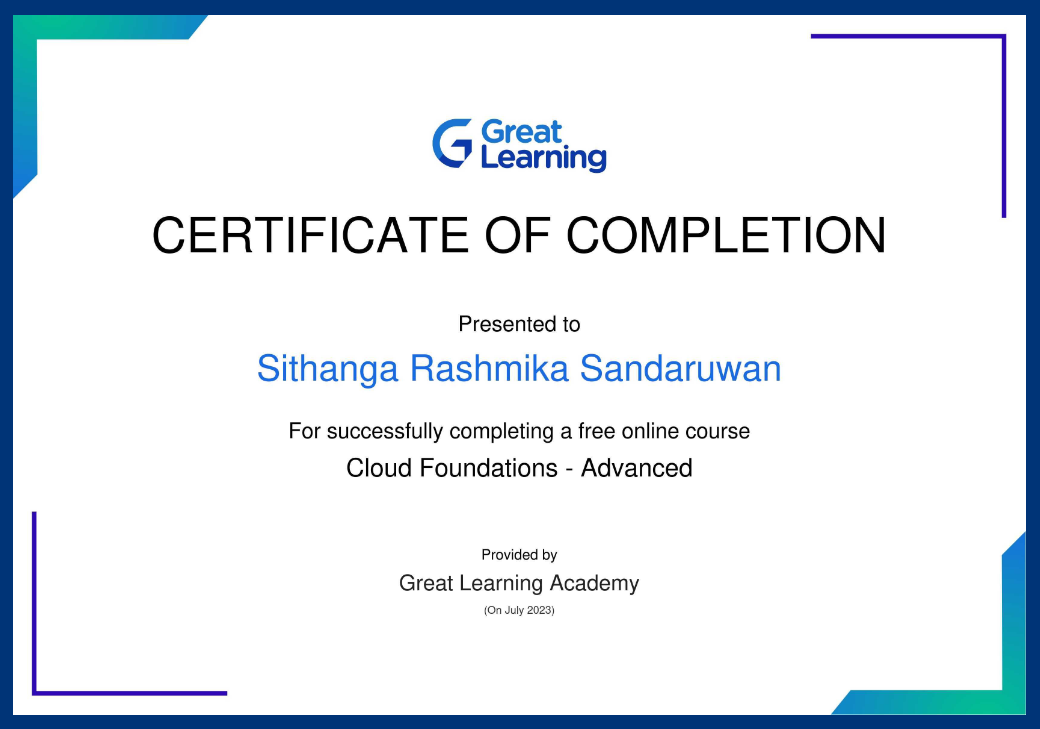 Great
Learning
CERTIFICATE OF COMPLETION
Presented to
Sithanga Rashmika Sandaruwan
For successfully completing a free online course
Cloud Foundations - Advanced
Provided by
Great Learning Academy
(On July 2023)